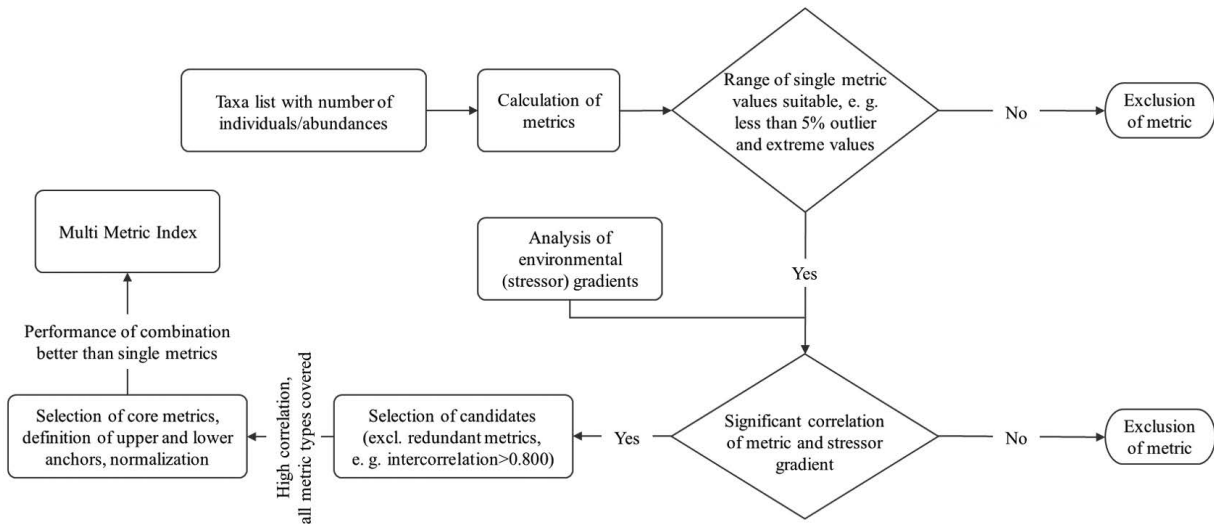 Taxa list with number of
individuals/abundances
Calculation of
metrics
Range of single metric
values suitable, e. g.
less than 5% outlier
and extreme values
No
Exclusion
of metric
Yes
Analysis of
environmental
(stressor) gradients
Significant correlation
of metric and stressor
gradient
No
Exclusion
of metric
Yes
Selection of candidates
(excl. redundant metrics,
e. g. intercorrelation>0.800)
High correlation,
all metric types covered
Selection of core metrics,
definition of upper and lower
anchors, normalization
Performance of combination
better than single metrics
Multi Metric Index